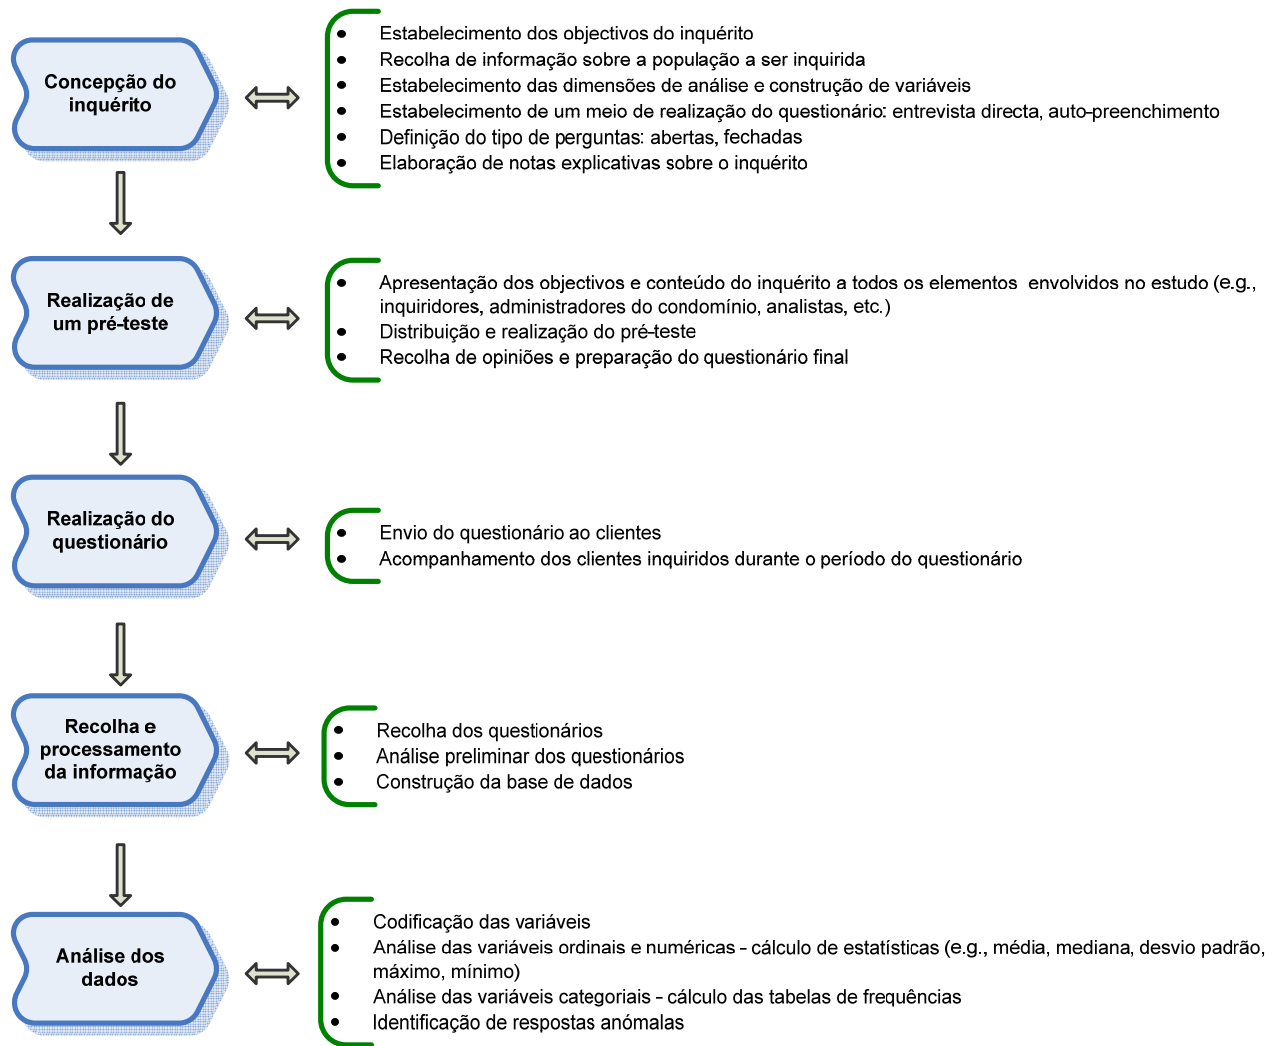 Concepção do
inquérito
Estabelecimento dos objectivos do inquérito
Recolha de informação sobre a população a ser inquirida
Estabelecimento das dimensões de análise e construção de variáveis
Estabelecimento de um meio de realização do questionário: entrevista directa, auto-preenchimento
Definição do tipo de perguntas: abertas, fechadas
Elaboração de notas explicativas sobre o inquérito
Realização de
um pré-teste
Apresentação dos objectivos e conteúdo do inquérito a todos os elementos envolvidos no estudo (e.g.,
inquiridores, administradores do condomínio, analistas, etc.)
Distribuição e realização do pré-teste
Recolha de opiniões e preparação do questionário final
Realização do
questionário
Envio do questionário ao clientes
Acompanhamento dos clientes inquiridos durante o período do questionário
Recolha e
processamento
da informação
Recolha dos questionários
Análise preliminar dos questionários
Construção da base de dados
Análise dos
dados
Codificação das variáveis
Análise das variáveis ordinais e numéricas – cálculo de estatísticas (e.g., média, mediana, desvio padrão,
máximo, mínimo)
Análise das variáveis categoriais – cálculo das tabelas de frequências
Identificação de respostas anómalas